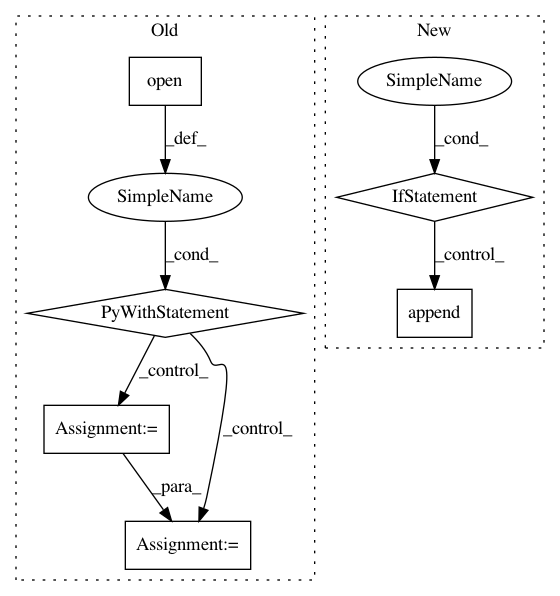 Old
New
open
SimpleName
_def_
_cond_
SimpleName
IfStatement
_cond_
_control_
PyWithStatement
append
_control_
_control_
Assignment:=
_para_
Assignment:=